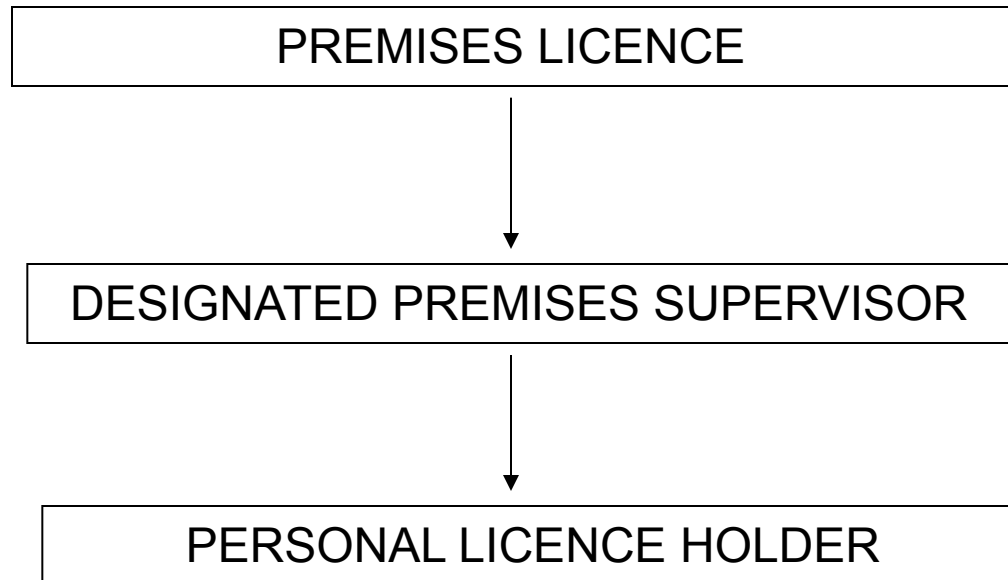 PREMISES LICENCE
DESIGNATED PREMISES SUPERVISOR
PERSONAL LICENCE HOLDER